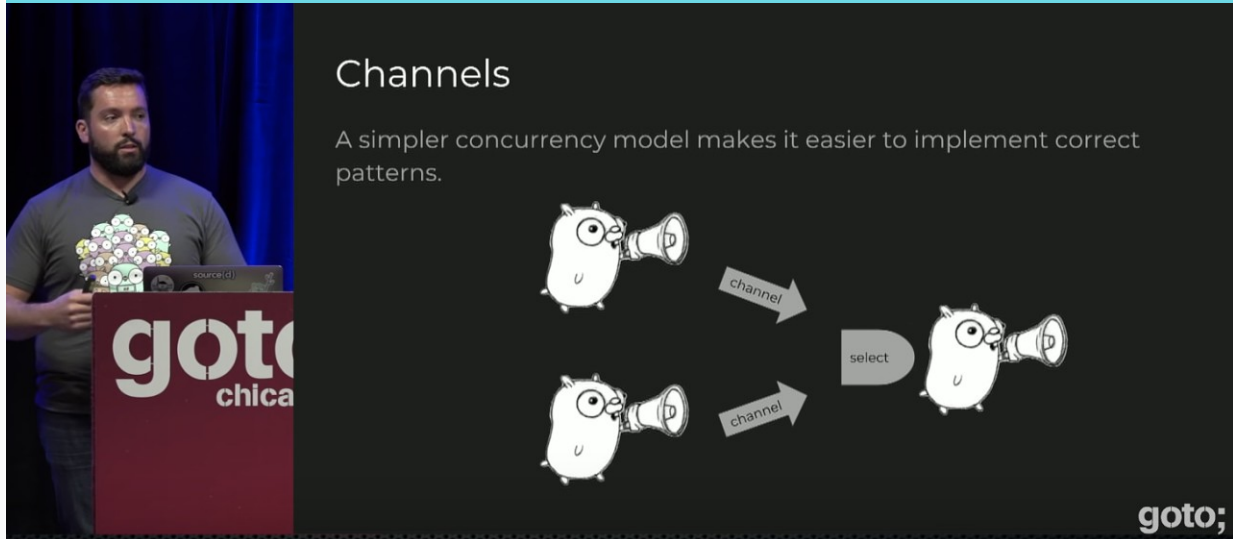 Channels
A simpler concurrency model makes it easier to implement correct
patterns.
channel
select
channel
source{d}
goto
chica
goto;